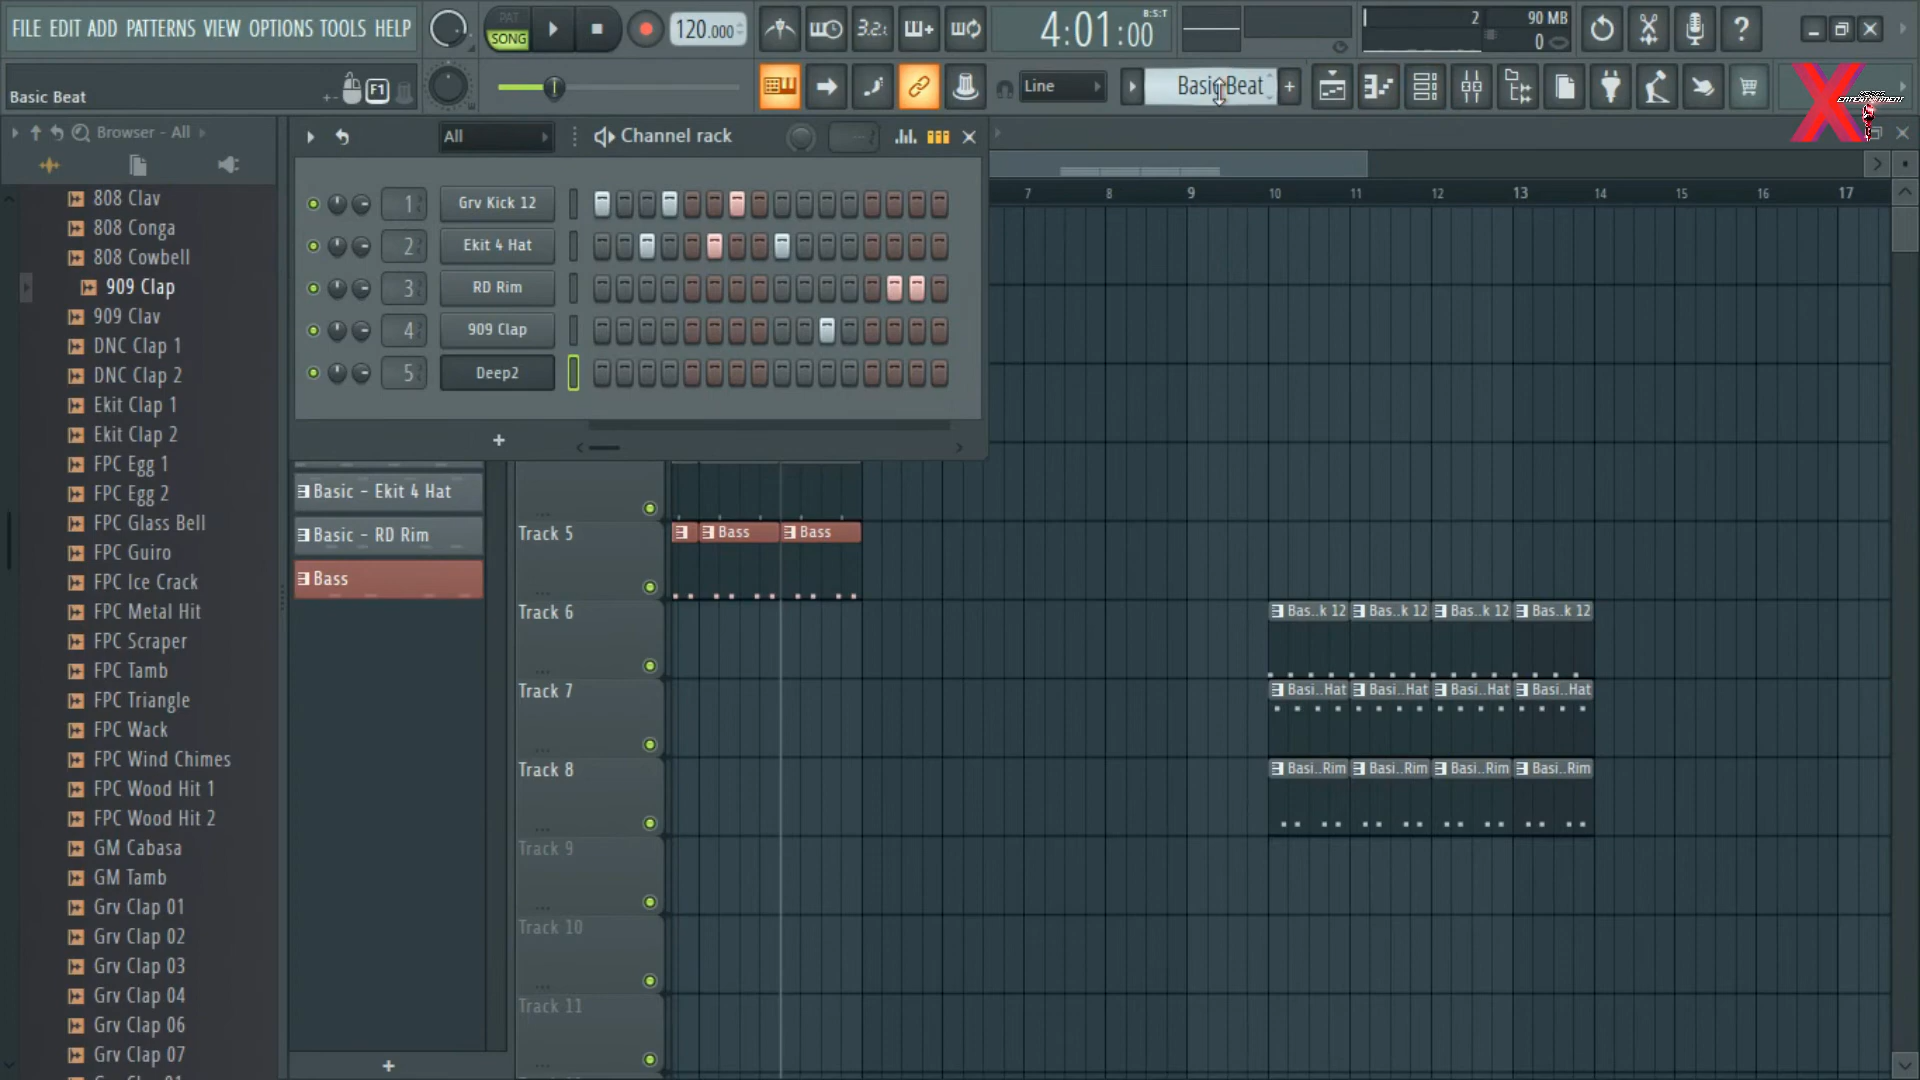 FILE EDIT ADD PATTERNS VIEW OPTIONS TOOLS HELP
PAT
SONG
120.000
3.2
4:01:00
B:S:T
2
90 MB
0
Basic Beat
F1
Line
Basic Beat
ENTERTAINMENT
Browser - All
808 Clav
808 Conga
808 Cowbell
909 Clap
909 Clav
DNC Clap 1
DNC Clap 2
Ekit Clap 1
Ekit Clap 2
FPC Egg 1
FPC Egg 2
FPC Glass Bell
FPC Guiro
FPC Ice Crack
FPC Metal Hit
FPC Scraper
FPC Tamb
FPC Triangle
FPC Wack
FPC Wind Chimes
FPC Wood Hit 1
FPC Wood Hit 2
GM Cabasa
GM Tamb
Grv Clap 01
Grv Clap 02
Grv Clap 03
Grv Clap 04
Grv Clap 06
Grv Clap 07
All
Channel rack
1 Grv Kick 12
2 Ekit 4 Hat
3 RD Rim
4 909 Clap
5 Deep2
Basic - Ekit 4 Hat
Basic - RD Rim
Bass
7 8 9 10 11 12 13 14 15 16 17
Track 5
Bass Bass
Track 6
Bas..k 12 Bas..k 12 Bas..k 12 Bas..k 12
Track 7
Basi..Hat Basi..Hat Basi..Hat Basi..Hat
Track 8
Basi..Rim Basi..Rim Basi..Rim Basi..Rim
Track 9
Track 10
Track 11